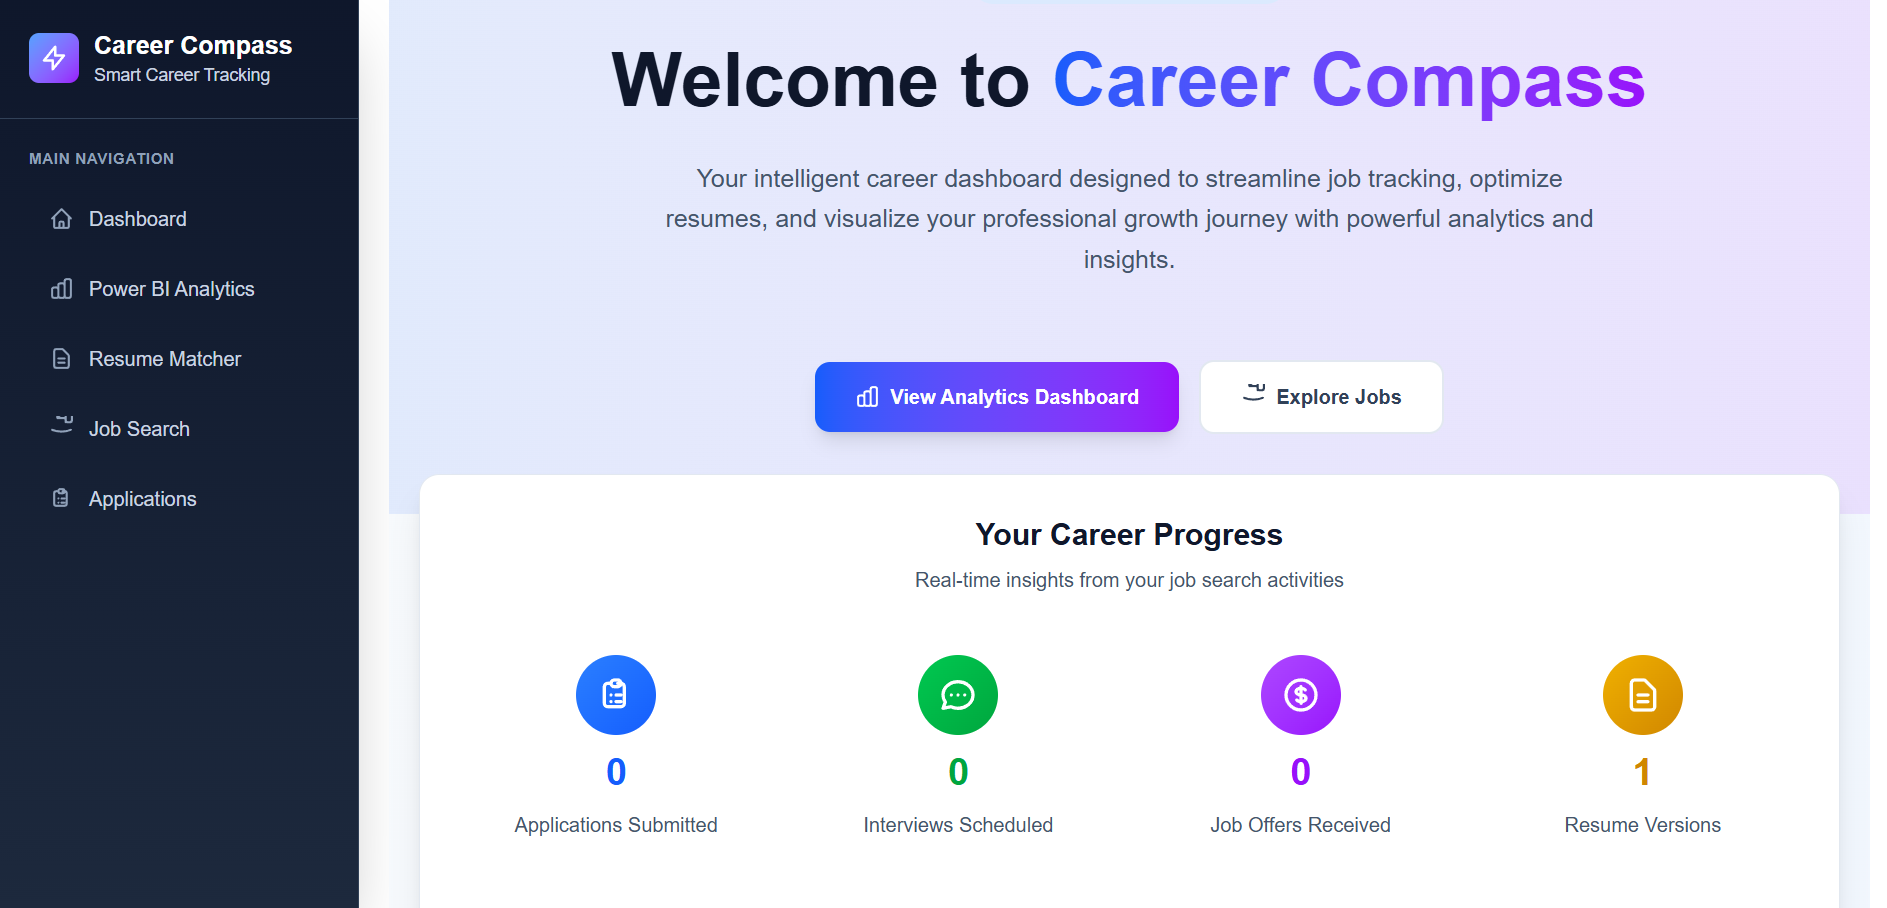 Career Compass
Smart Career Tracking
MAIN NAVIGATION
Dashboard
Power BI Analytics
Resume Matcher
Job Search
Applications
Welcome to Career Compass
Your intelligent career dashboard designed to streamline job tracking, optimize
resumes, and visualize your professional growth journey with powerful analytics and
insights.
View Analytics Dashboard
Explore Jobs
Your Career Progress
Real-time insights from your job search activities
0
Applications Submitted
0
Interviews Scheduled
0
Job Offers Received
1
Resume Versions